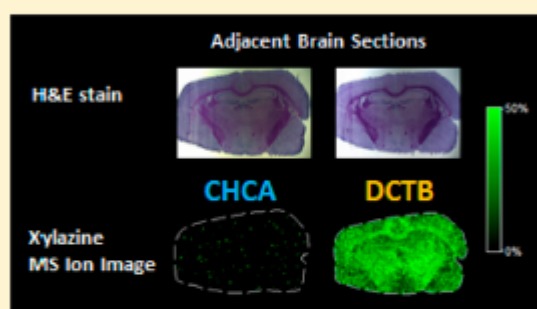 Adjacent Brain Sections
H&E stain
50%
CHCA DCTB
Xylazine
MS Ion Image
0%